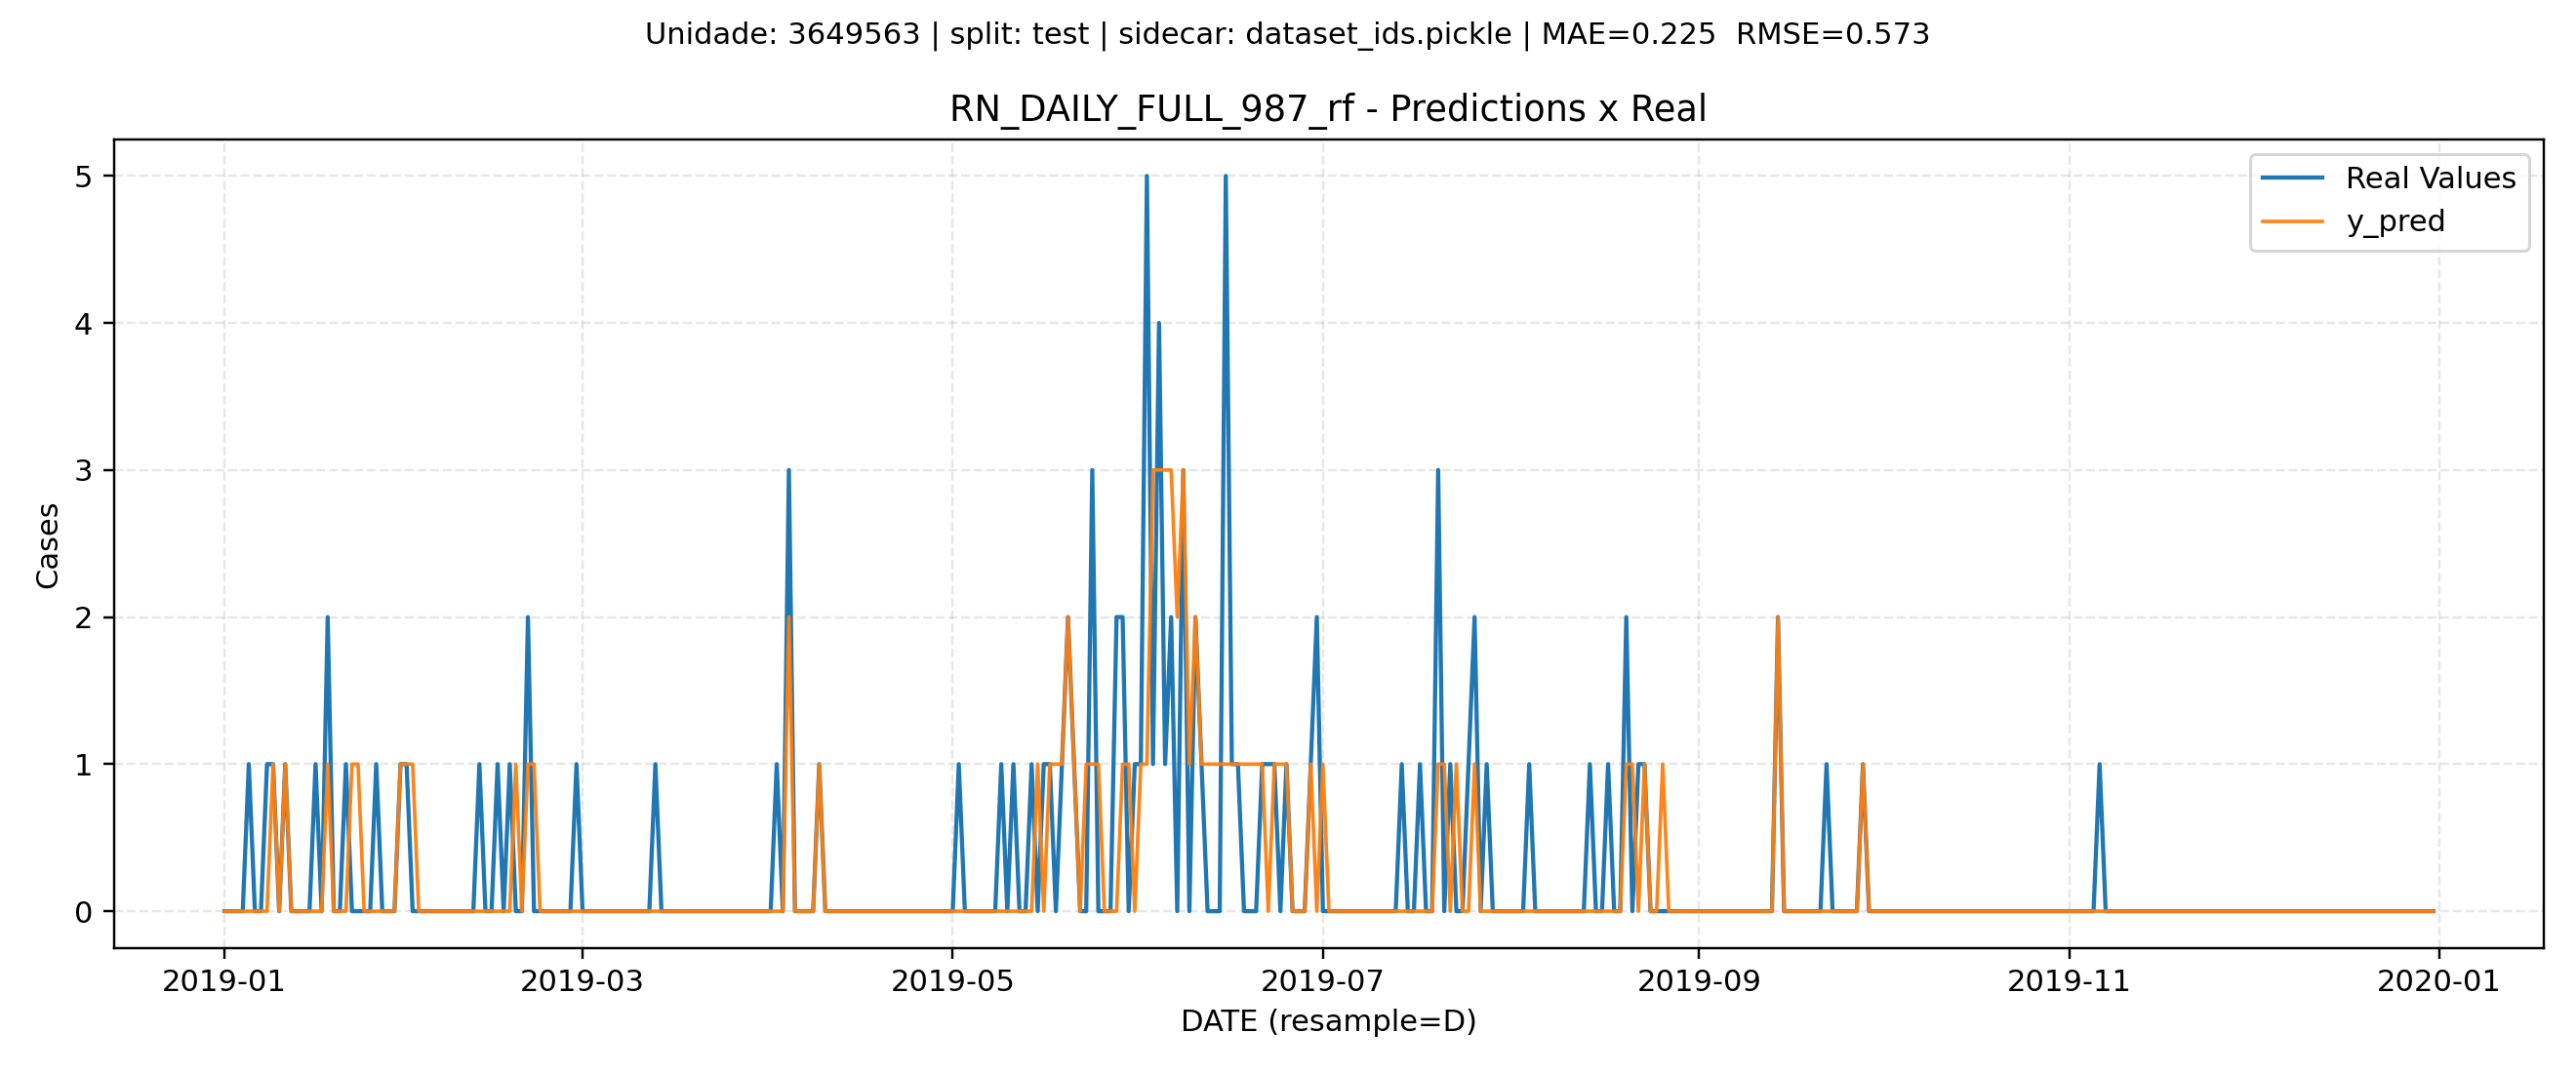 Unidade: 3649563 | split: test | sidecar: dataset_ids.pickle | MAE=0.225  RMSE=0.573
RN_DAILY_FULL_987_rf - Predictions x Real
Real Values
y_pred
5
4
3
2
1
0
Cases
2019-01
2019-03
2019-05
2019-07
2019-09
2019-11
2020-01
DATE (resample=D)